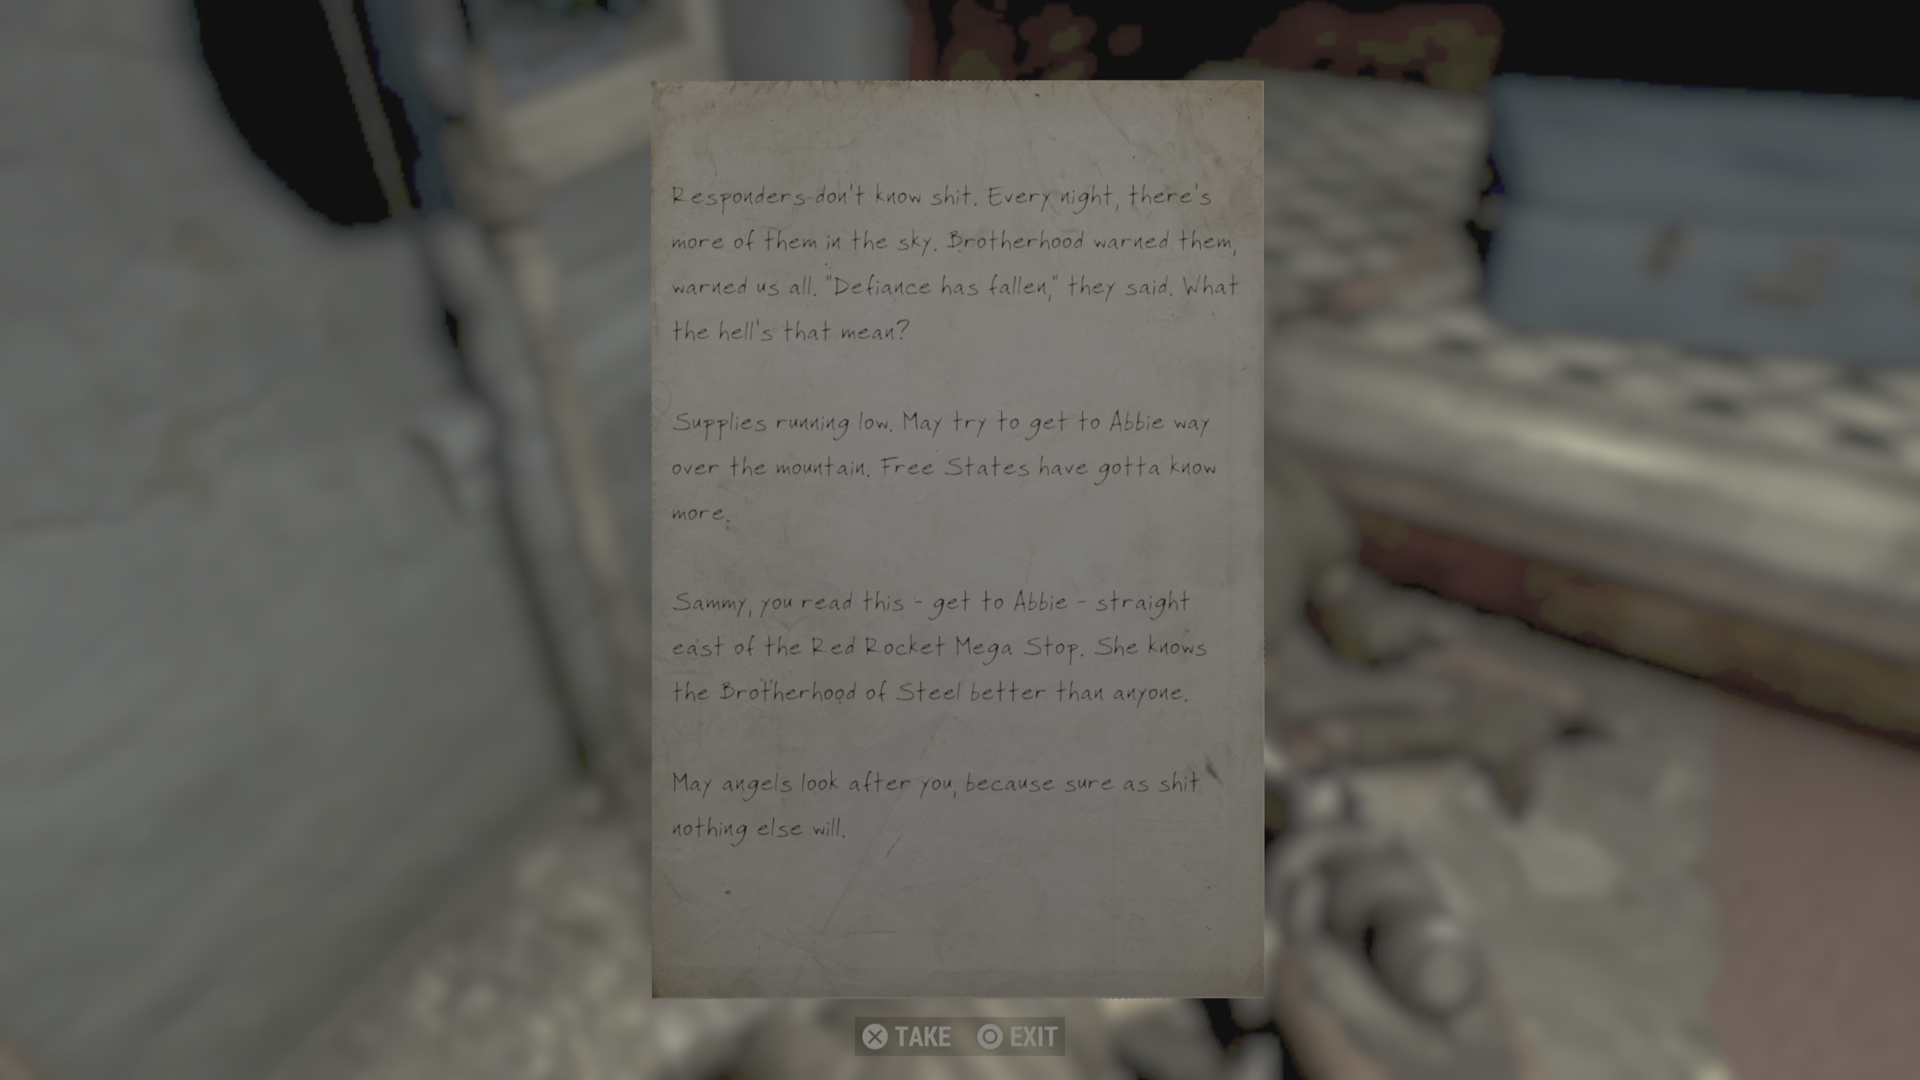 Responders don't know shit. Every night, there's
more of them in the sky. Brotherhood warned them,
warned us all. "Defiance has fallen," they said. What
the hell's that mean?
Supplies running low. May try to get to Abbie way
over the mountain. Free States have gotta know
more.
Sammy, you read this - get to Abbie - straight
east of the Red Rocket Mega Stop. She knows
the Brotherhood of Steel better than anyone.
May angels look after you, because sure as shit
nothing else will.
TAKE EXIT